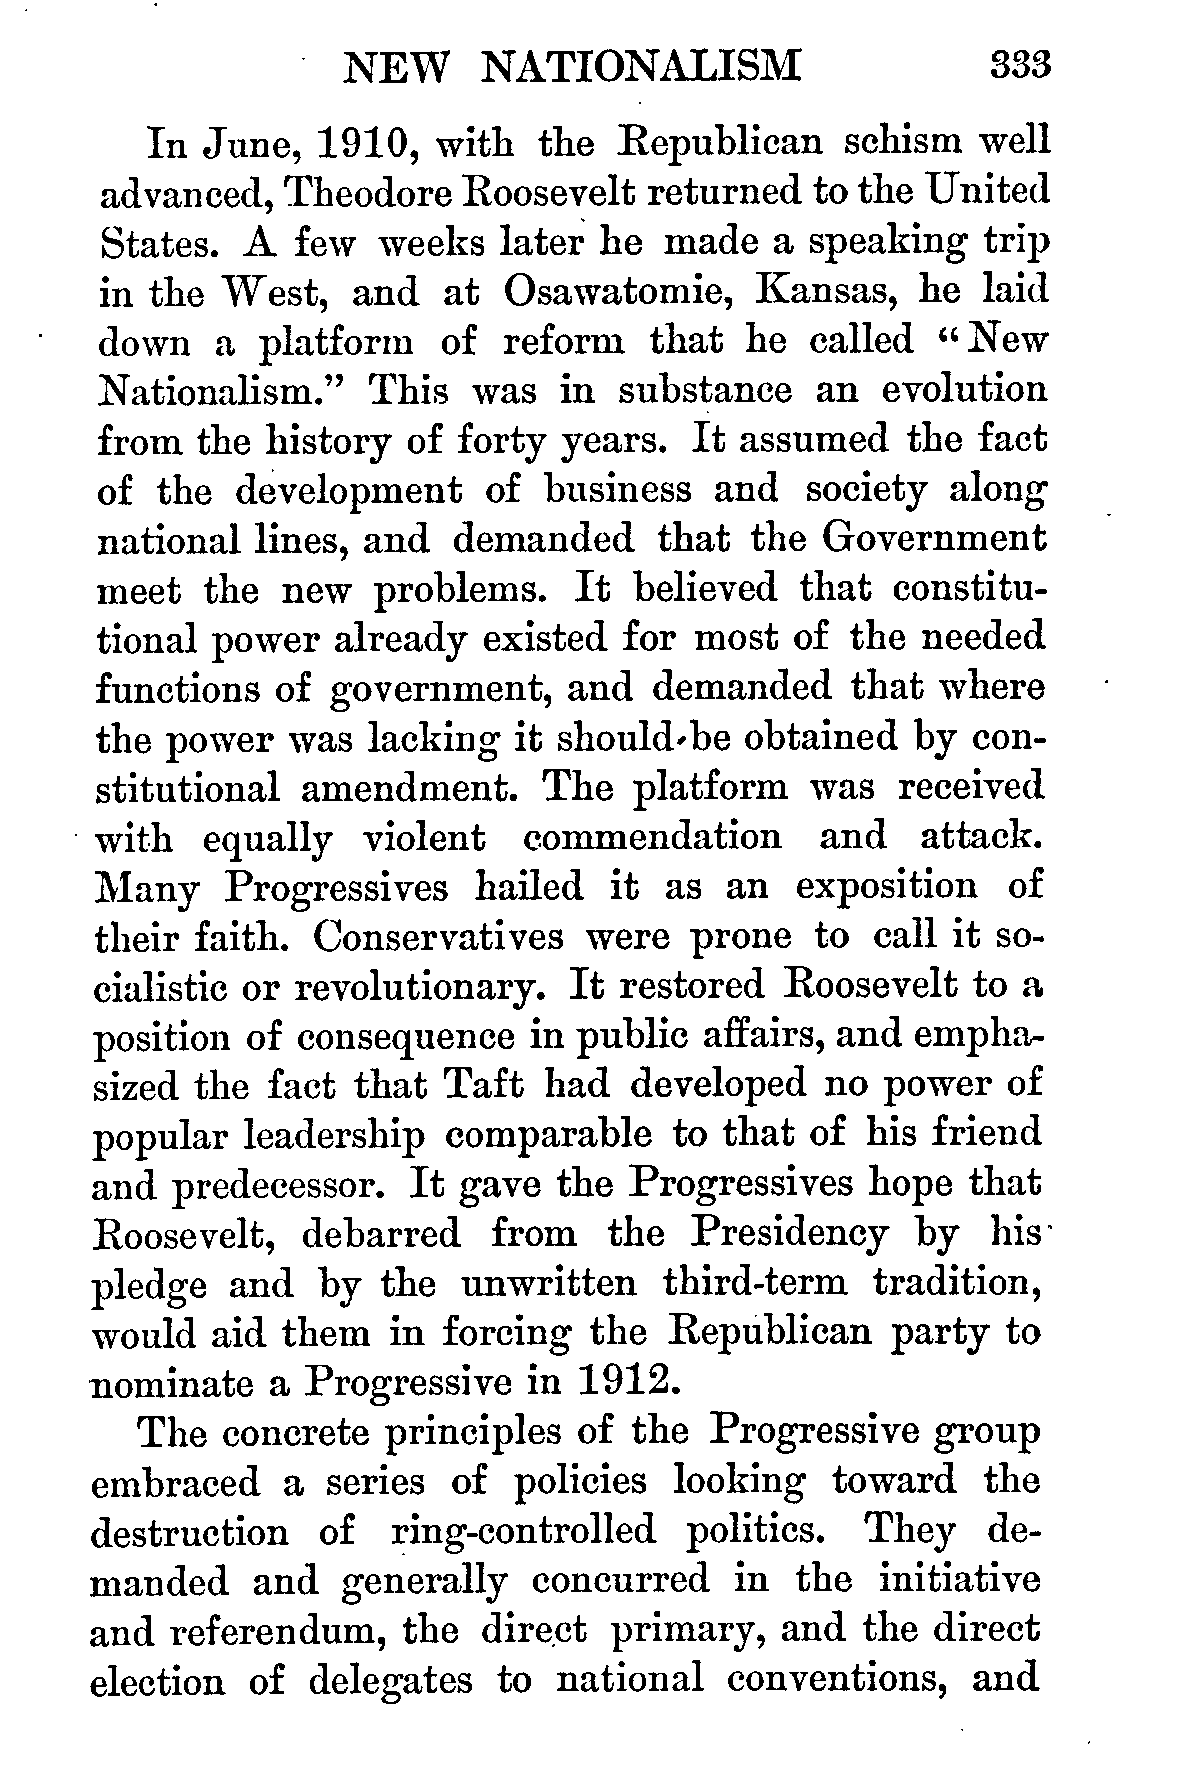 NEW NATIONALISM 333
In June, 1910, with the Republican schism well
advanced, Theodore Roosevelt returned to the United
States. A few weeks later he made a speaking trip
in the West, and at Osawatomie, Kansas, he laid
down a platform of reform that he called “New
Nationalism.” This was in substance an evolution
from the history of forty years. It assumed the fact
of the development of business and society along
national lines, and demanded that the Government
meet the new problems. It believed that constitu-
tional power already existed for most of the needed
functions of government, and demanded that where
the power was lacking it should be obtained by con-
stitutional amendment. The platform was received
with equally violent commendation and attack.
Many Progressives hailed it as an exposition of
their faith. Conservatives were prone to call it so-
cialistic or revolutionary. It restored Roosevelt to a
position of consequence in public affairs, and empha-
sized the fact that Taft had developed no power of
popular leadership comparable to that of his friend
and predecessor. It gave the Progressives hope that
Roosevelt, debarred from the Presidency by his
pledge and by the unwritten third-term tradition,
would aid them in forcing the Republican party to
nominate a Progressive in 1912.
The concrete principles of the Progressive group
embraced a series of policies looking toward the
destruction of ring-controlled politics. They de-
manded and generally concurred in the initiative
and referendum, the direct primary, and the direct
election of delegates to national conventions, and